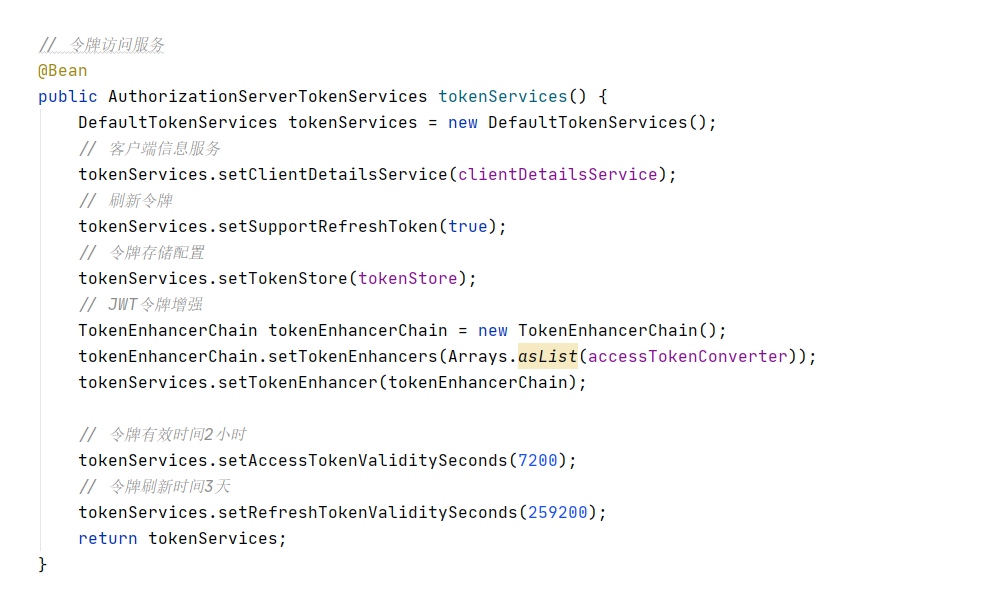 // 令牌访问服务
@Bean
public AuthorizationServerTokenServices tokenServices() {
    DefaultTokenServices tokenServices = new DefaultTokenServices();
    // 客户端信息服务
    tokenServices.setClientDetailsService(clientDetailsService);
    // 刷新令牌
    tokenServices.setSupportRefreshToken(true);
    // 令牌存储配置
    tokenServices.setTokenStore(tokenStore);
    // JWT令牌增强
    TokenEnhancerChain tokenEnhancerChain = new TokenEnhancerChain();
    tokenEnhancerChain.setTokenEnhancers(Arrays.asList(accessTokenConverter));
    tokenServices.setTokenEnhancer(tokenEnhancerChain);
    // 令牌有效时间2小时
    tokenServices.setAccessTokenValiditySeconds(7200);
    // 令牌刷新时间3天
    tokenServices.setRefreshTokenValiditySeconds(259200);
    return tokenServices;
}